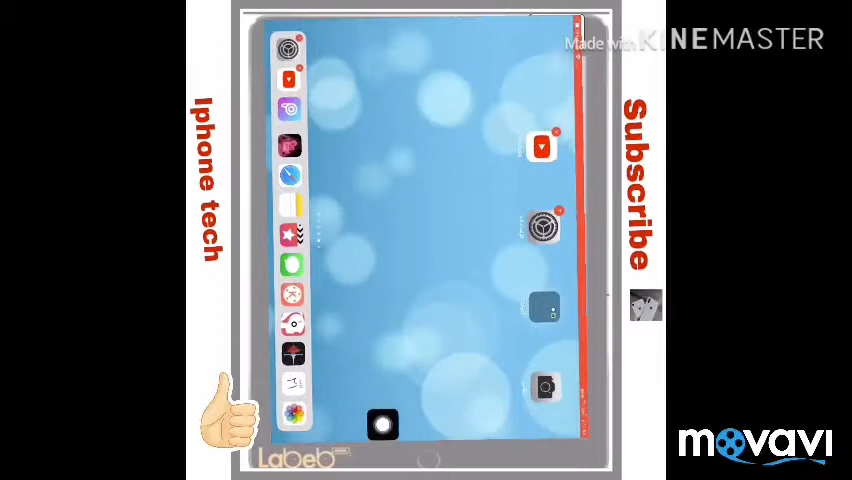 Made with KINEMASTER
Iphone tech
Subscribe
Labeb
movavi